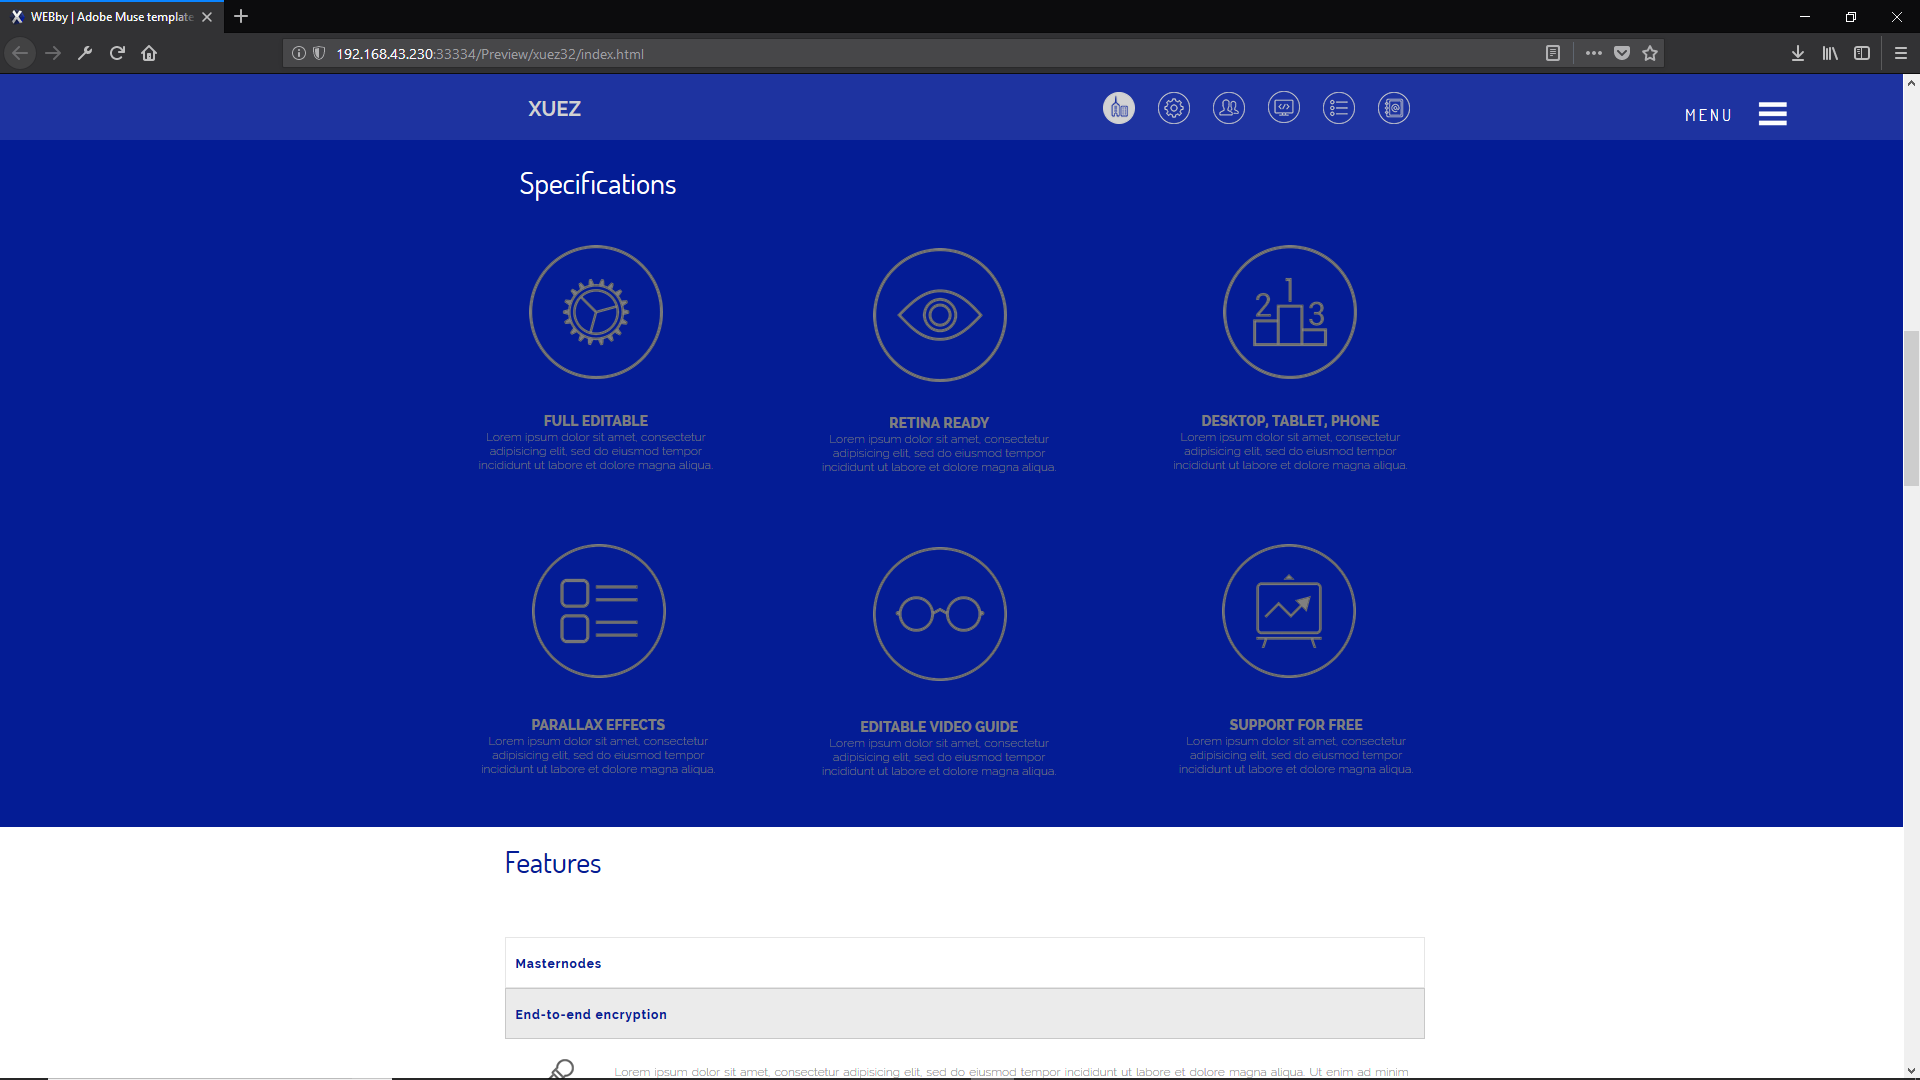 WEBby | Adobe Muse template
192.168.43.230:33334/Preview/xuez32/index.html
XUEZ
MENU
Specifications
1
2
3
FULL EDITABLE
Lorem ipsum dolor sit amet, consectetur
adipisicing elit, sed do eiusmod tempor
incididunt ut labore et dolore magna aliqua.
RETINA READY
Lorem ipsum dolor sit amet, consectetur
adipisicing elit, sed do eiusmod tempor
incididunt ut labore et dolore magna aliqua.
DESKTOP, TABLET, PHONE
Lorem ipsum dolor sit amet, consectetur
adipisicing elit, sed do eiusmod tempor
incididunt ut labore et dolore magna aliqua.
PARALLAX EFFECTS
Lorem ipsum dolor sit amet, consectetur
adipisicing elit, sed do eiusmod tempor
incididunt ut labore et dolore magna aliqua.
EDITABLE VIDEO GUIDE
Lorem ipsum dolor sit amet, consectetur
adipisicing elit, sed do eiusmod tempor
incididunt ut labore et dolore magna aliqua.
SUPPORT FOR FREE
Lorem ipsum dolor sit amet, consectetur
adipisicing elit, sed do eiusmod tempor
incididunt ut labore et dolore magna aliqua.
Features
Masternodes
End-to-end encryption
Lorem ipsum dolor sit amet, consectetur adipisicing elit, sed do eiusmod tempor incididunt ut labore et dolore magna aliqua. Ut enim ad minim